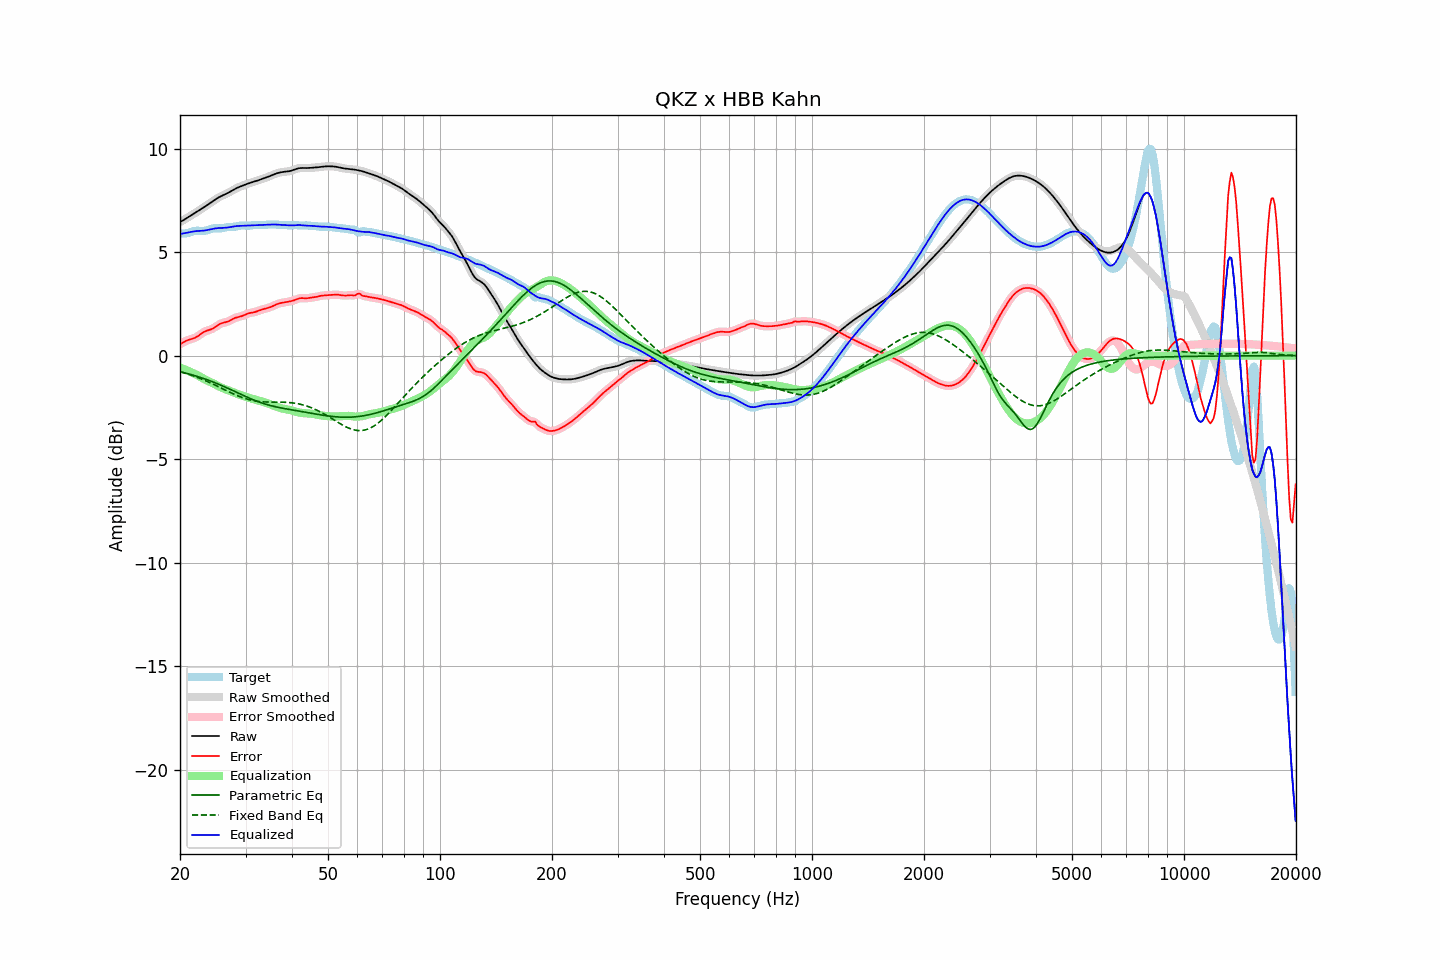 QKZ x HBB Kahn
Amplitude (dBr)
10
5
0
−5
−10
−15
−20
Target
Raw Smoothed
Error Smoothed
Raw
Error
Equalization
Parametric Eq
Fixed Band Eq
Equalized
20 50 100 200 500 1000 2000 5000 10000 20000
Frequency (Hz)